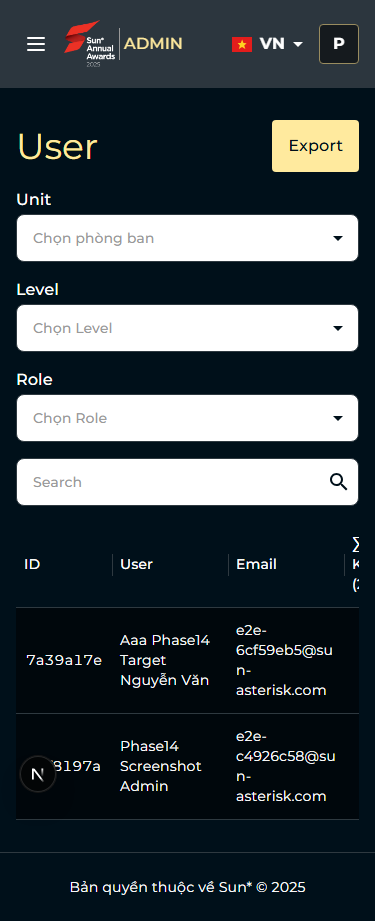 Sun*
Annual
Awards
2025
ADMIN
VN
P
User
Export
Unit
Chọn phòng ban
Level
Chọn Level
Role
Chọn Role
Search
ID
User
Email
7a39a17e
Aaa Phase14
Target
Nguyễn Văn
e2e-
6cf59eb5@su
n-
asterisk.com
8197a
Phase14
Screenshot
Admin
e2e-
c4926c58@su
n-
asterisk.com
N
Bản quyền thuộc về Sun* © 2025